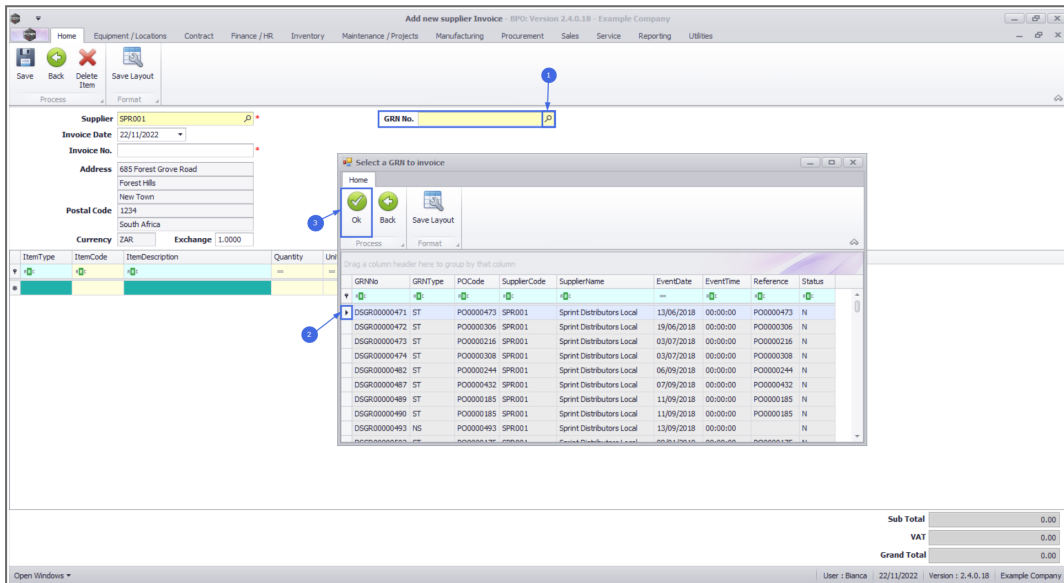 Add new supplier Invoice - BPO: Version 2.4.0.18 - Example Company
Home Equipment / Locations Contract Finance / HR Inventory Maintenance / Projects Manufacturing Procurement Sales Service Reporting Utilities
Save Back Delete Item Save Layout
Process Format
1
Supplier SPR001 * GRN No.
Invoice Date 22/11/2022
Invoice No. *
Address 685 Forest Grove Road
Forest Hills
New Town
Postal Code 1234
South Africa
Currency ZAR Exchange 1.0000
ItemType ItemCode ItemDescription Quantity Uni
Select a GRN to invoice
Home
3
Ok Back Save Layout
Process Format
Drag a column header here to group by that column
GRNNo GRNType POCode SupplierCode SupplierName EventDate EventTime Reference Status
2
DSGR00000471 ST PO0000473 SPR001 Sprint Distributors Local 13/06/2018 00:00:00 PO0000473 N
DSGR00000472 ST PO0000306 SPR001 Sprint Distributors Local 19/06/2018 00:00:00 PO0000306 N
DSGR00000473 ST PO0000216 SPR001 Sprint Distributors Local 03/07/2018 00:00:00 PO0000216 N
DSGR00000474 ST PO0000308 SPR001 Sprint Distributors Local 03/07/2018 00:00:00 PO0000308 N
DSGR00000482 ST PO0000244 SPR001 Sprint Distributors Local 06/09/2018 00:00:00 PO0000244 N
DSGR00000487 ST PO0000432 SPR001 Sprint Distributors Local 07/09/2018 00:00:00 PO0000432 N
DSGR00000489 ST PO0000185 SPR001 Sprint Distributors Local 11/09/2018 00:00:00 PO0000185 N
DSGR00000490 ST PO0000185 SPR001 Sprint Distributors Local 11/09/2018 00:00:00 PO0000185 N
DSGR00000493 NS PO0000493 SPR001 Sprint Distributors Local 13/09/2018 00:00:00 N
Sub Total 0.00
VAT 0.00
Grand Total 0.00
Open Windows User : Bianca 22/11/2022 Version : 2.4.0.18 Example Company